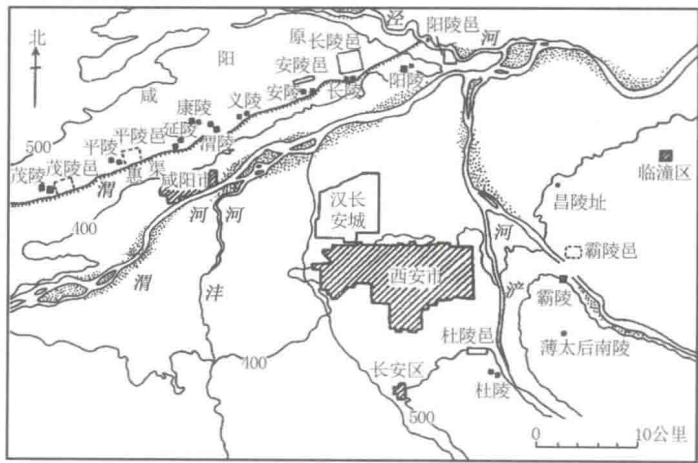 北
泾
河
阳陵邑
原
长陵邑
阳
安陵邑
咸
安陵
长陵
阳陵
义陵
康陵
渭陵
延陵
平陵邑
平陵
500
茂陵邑
茂陵
惠
渠
渭
咸阳市
400
河
河
渭
沣
汉长
安城
西安市
临潼区
昌陵址
河
浐
霸陵邑
霸陵
薄太后南陵
杜陵邑
杜陵
长安区
400
500
0
10公里